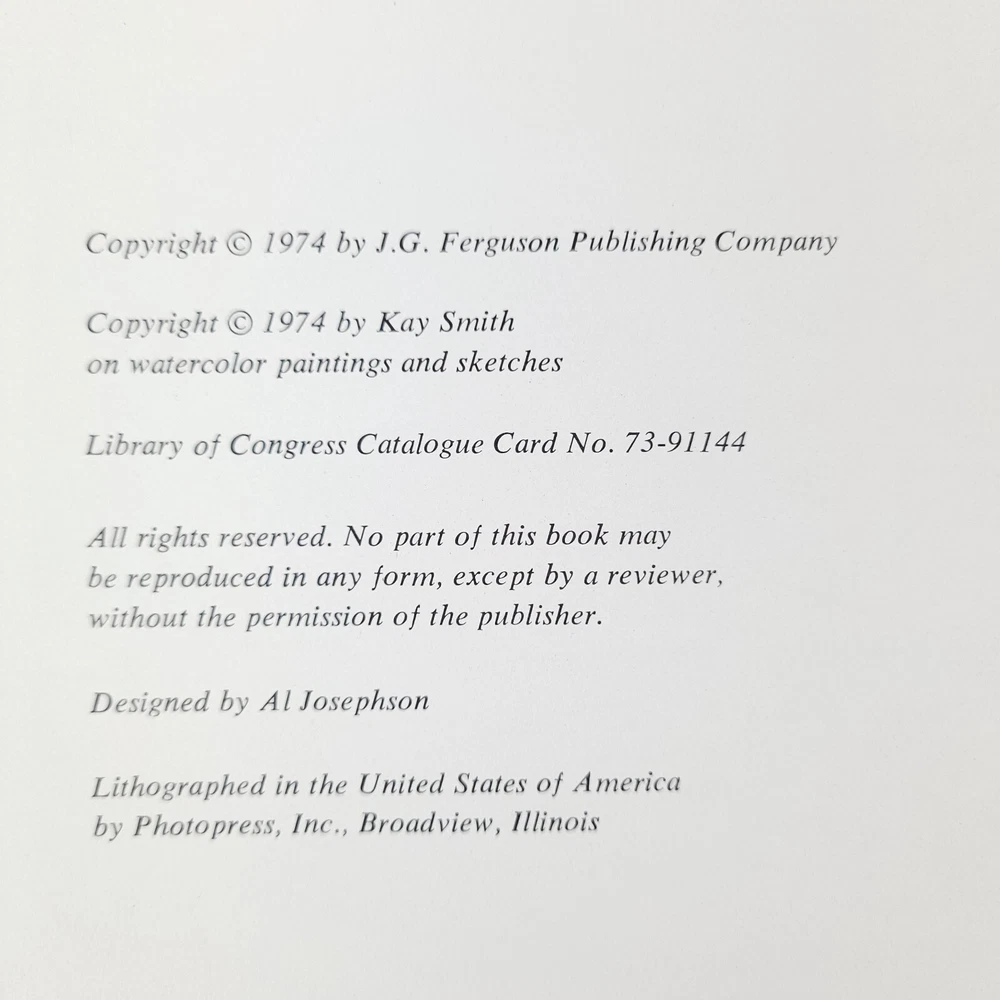 Copyright © 1974 by J.G. Ferguson Publishing Company
Copyright © 1974 by Kay Smith
on watercolor paintings and sketches
Library of Congress Catalogue Card No. 73-91144
All rights reserved. No part of this book may
be reproduced in any form, except by a reviewer,
without the permission of the publisher.
Designed by Al Josephson
Lithographed in the United States of America
by Photopress, Inc., Broadview, Illinois